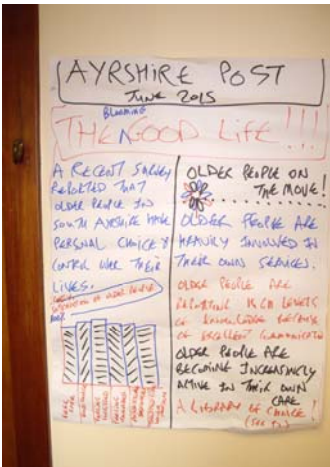 AYRSHIRE POST
JUNE 2015
BLOOMING
THE GOOD LIFE!!!
A RECENT SURVEY
REPORTED THAT
OLDER PEOPLE IN
SOUTH AYRSHIRE HAVE
PERSONAL CHOICE &
CONTROL OVER THEIR
LIVES.
OF OLDER PEOPLE
OLDER PEOPLE ON
THE MOVE!
OLDER PEOPLE ARE
HEAVILY INVOLVED IN
THEIR OWN SERVICES.
OLDER PEOPLE ARE
REPORTING HIGH LEVELS
OF KNOWLEDGE BECAUSE
OF EXCELLENT
OLDER PEOPLE ARE
BECOMING INCREASINGLY
ACTIVE IN THEIR OWN
CARE
A LIBRARY OF CHOICE!